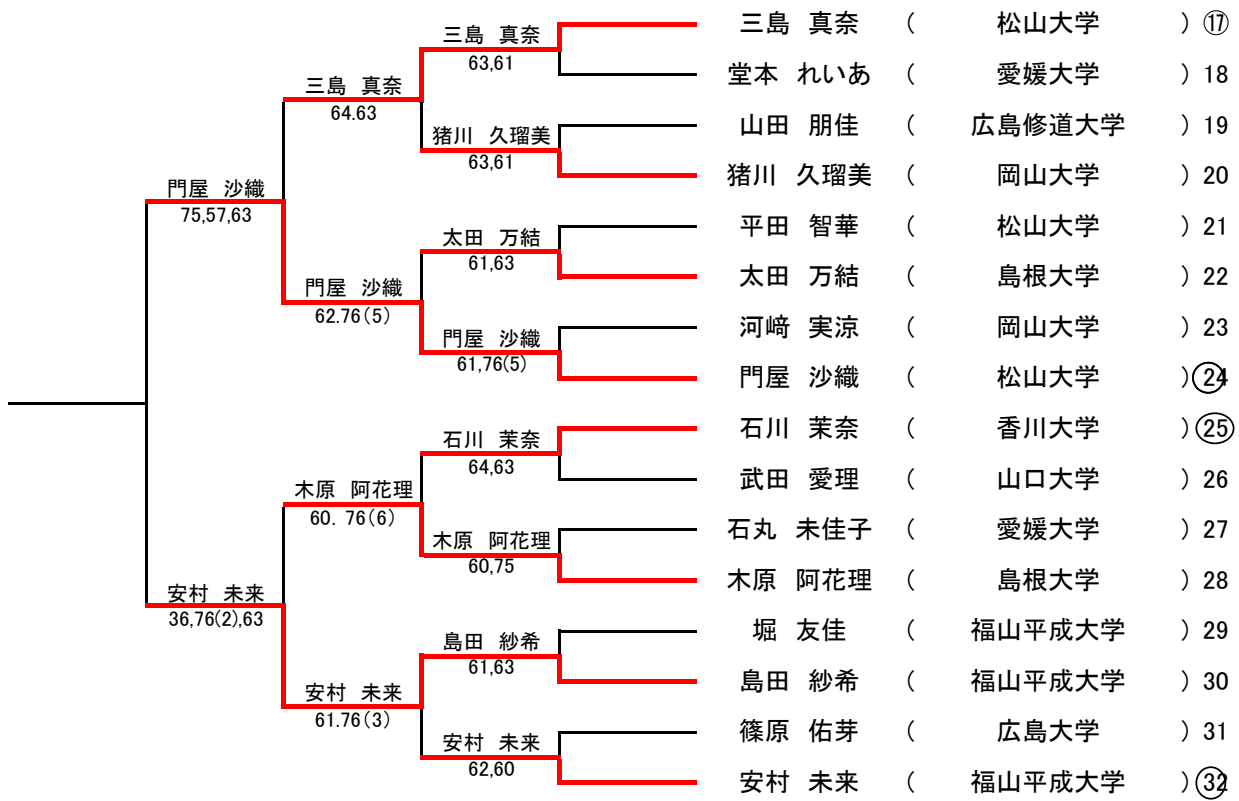 三島 真奈 ( 松山大学 ) ⑰
三島 真奈
63,61
堂本 れいあ ( 愛媛大学 ) 18
三島 真奈
64.63
山田 朋佳 ( 広島修道大学 ) 19
猪川 久瑠美
63,61
猪川 久瑠美 ( 岡山大学 ) 20
門屋 沙織
75,57,63
平田 智華 ( 松山大学 ) 21
太田 万結
61,63
太田 万結 ( 島根大学 ) 22
門屋 沙織
62.76(5)
河﨑 実涼 ( 岡山大学 ) 23
門屋 沙織
61,76(5)
門屋 沙織 ( 松山大学 ) 24
石川 茉奈 ( 香川大学 ) 25
石川 茉奈
64,63
武田 愛理 ( 山口大学 ) 26
木原 阿花理
60. 76(6)
石丸 未佳子 ( 愛媛大学 ) 27
木原 阿花理
60,75
木原 阿花理 ( 島根大学 ) 28
安村 未来
36,76(2),63
堀 友佳 ( 福山平成大学 ) 29
島田 紗希
61,63
島田 紗希 ( 福山平成大学 ) 30
安村 未来
61.76(3)
篠原 佑芽 ( 広島大学 ) 31
安村 未来
62,60
安村 未来 ( 福山平成大学 ) 32